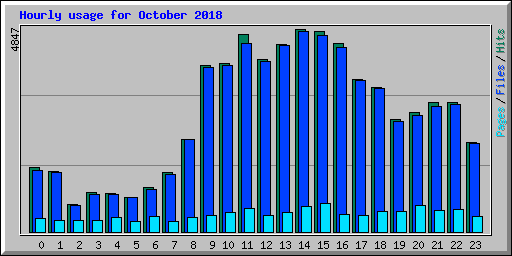 Hourly usage for October 2018
4847
Pages/Files/Hits
0 1 2 3 4 5 6 7 8 9 10 11 12 13 14 15 16 17 18 19 20 21 22 23